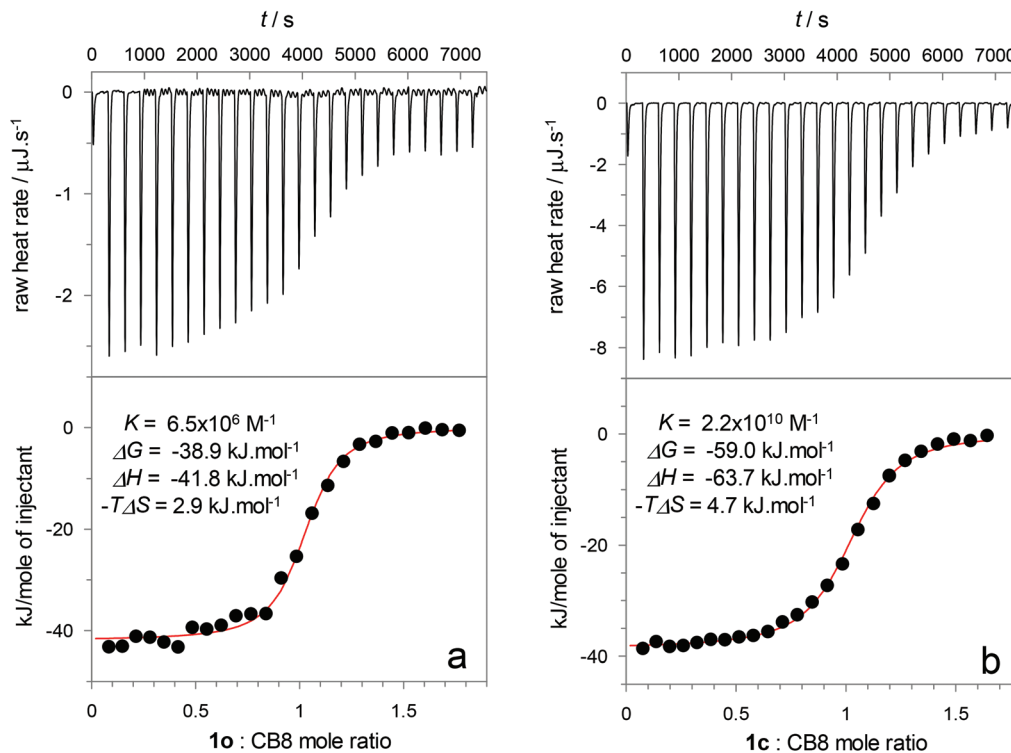 t / s
0 1000 2000 3000 4000 5000 6000 7000
raw heat rate / μJ.s⁻¹
0
-1
-2
K = 6.5x10⁶ M⁻¹
ΔG = -38.9 kJ.mol⁻¹
ΔH = -41.8 kJ.mol⁻¹
-TΔS = 2.9 kJ.mol⁻¹
kJ/mole of injectant
0
-20
-40
a
0 0.5 1 1.5
1o : CB8 mole ratio
t / s
0 1000 2000 3000 4000 5000 6000 7000
raw heat rate / μJ.s⁻¹
0
-2
-4
-6
-8
K = 2.2x10¹⁰ M⁻¹
ΔG = -59.0 kJ.mol⁻¹
ΔH = -63.7 kJ.mol⁻¹
-TΔS = 4.7 kJ.mol⁻¹
kJ/mole of injectant
0
-20
-40
b
0 0.5 1 1.5
1c : CB8 mole ratio